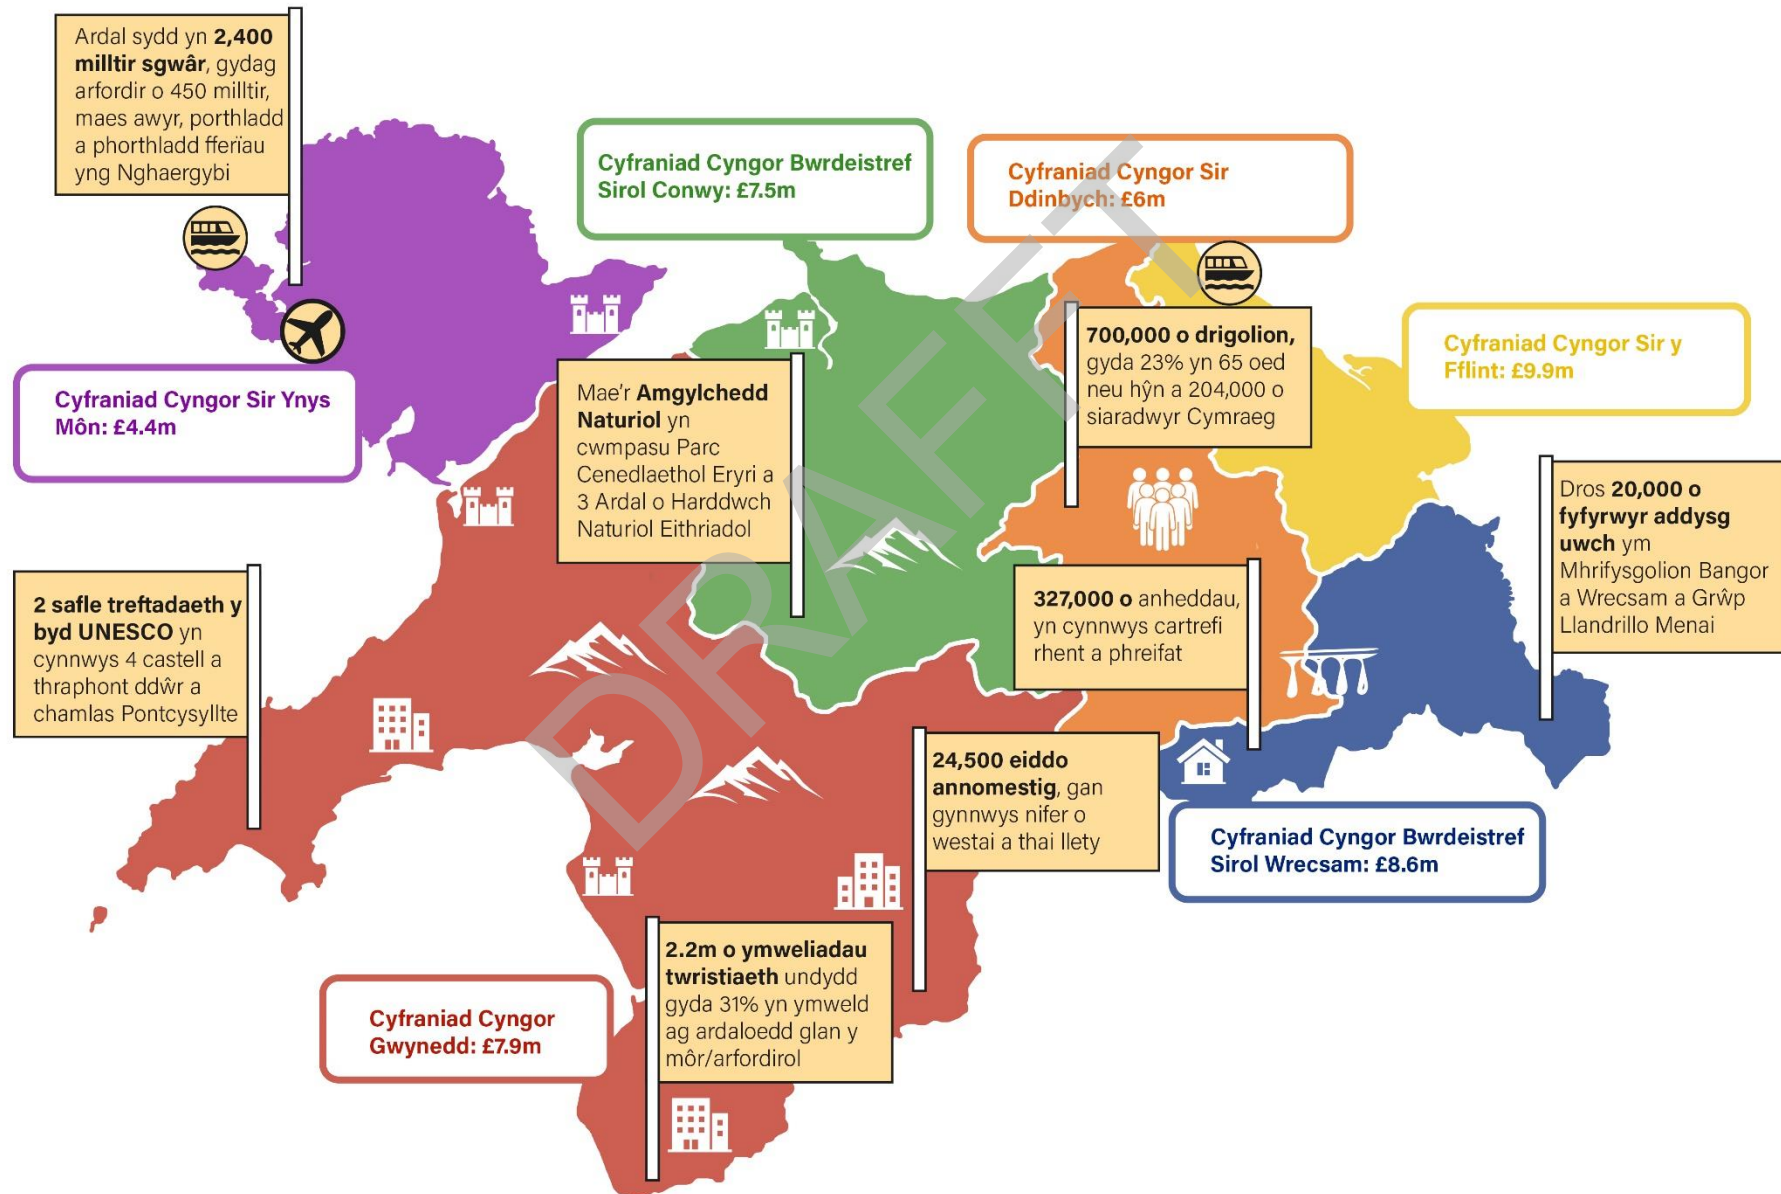 Ardal sydd yn 2,400
milltir sgwâr, gydag
arfordir o 450 milltir,
maes awyr, porthladd
a phorthladd fferïau
yng Nghaergybi
Cyfraniad Cyngor Bwrdeistref
Sirol Conwy: £7.5m
Cyfraniad Cyngor Sir
Ddinbych: £6m
700,000 o drigolion,
gyda 23% yn 65 oed
neu hŷn a 204,000 o
siaradwyr Cymraeg
Cyfraniad Cyngor Sir y
Fflint: £9.9m
Cyfraniad Cyngor Sir Ynys
Môn: £4.4m
Mae'r Amgylchedd
Naturiol yn
cwmpasu Parc
Cenedlaethol Eryri a
3 Ardal o Harddwch
Naturiol Eithriadol
Dros 20,000 o
fyfyrwyr addysg
uwch ym
Mhrifysgolion Bangor
a Wrecsam a Grŵp
Llandrillo Menai
2 safle treftadaeth y
byd UNESCO yn
cynnwys 4 castell a
thraphont ddŵr a
chamlas Pontcysyllte
327,000 o anheddau,
yn cynnwys cartrefi
rhent a phreifat
24,500 eiddo
annomestig, gan
gynnwys nifer o
westai a thai llety
Cyfraniad Cyngor Bwrdeistref
Sirol Wrecsam: £8.6m
2.2m o ymweliadau
twristiaeth undydd
gyda 31% yn ymweld
ag ardaloedd glan y
môr/arfordirol
Cyfraniad Cyngor
Gwynedd: £7.9m
DRAFFT